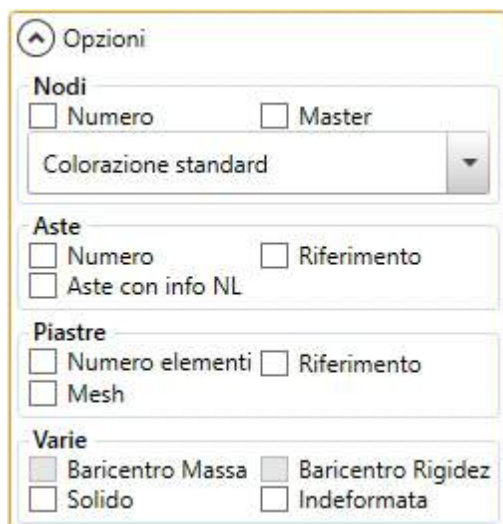 Opzioni
Nodi
Numero Master
Colorazione standard
Aste
Numero Riferimento
Aste con info NL
Piastre
Numero elementi Riferimento
Mesh
Varie
Baricentro Massa Baricentro Rigidez
Solido Indeformata